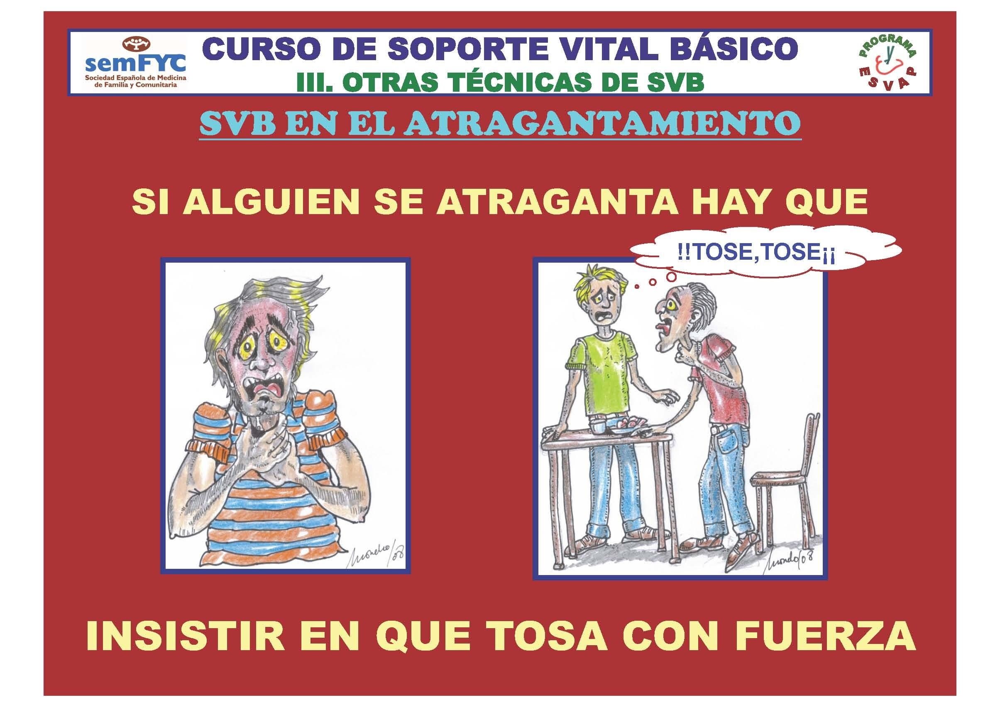 semFYC
Sociedad Española de Medicina
de Familia y Comunitaria
CURSO DE SOPORTE VITAL BÁSICO
III. OTRAS TÉCNICAS DE SVB
PROGRAMA
ESVAP
SVB EN EL ATRAGANTAMIENTO
SI ALGUIEN SE ATRAGANTA HAY QUE
!!TOSE,TOSE¡¡
Mondo/08
Mondo/08
INSISTIR EN QUE TOSA CON FUERZA